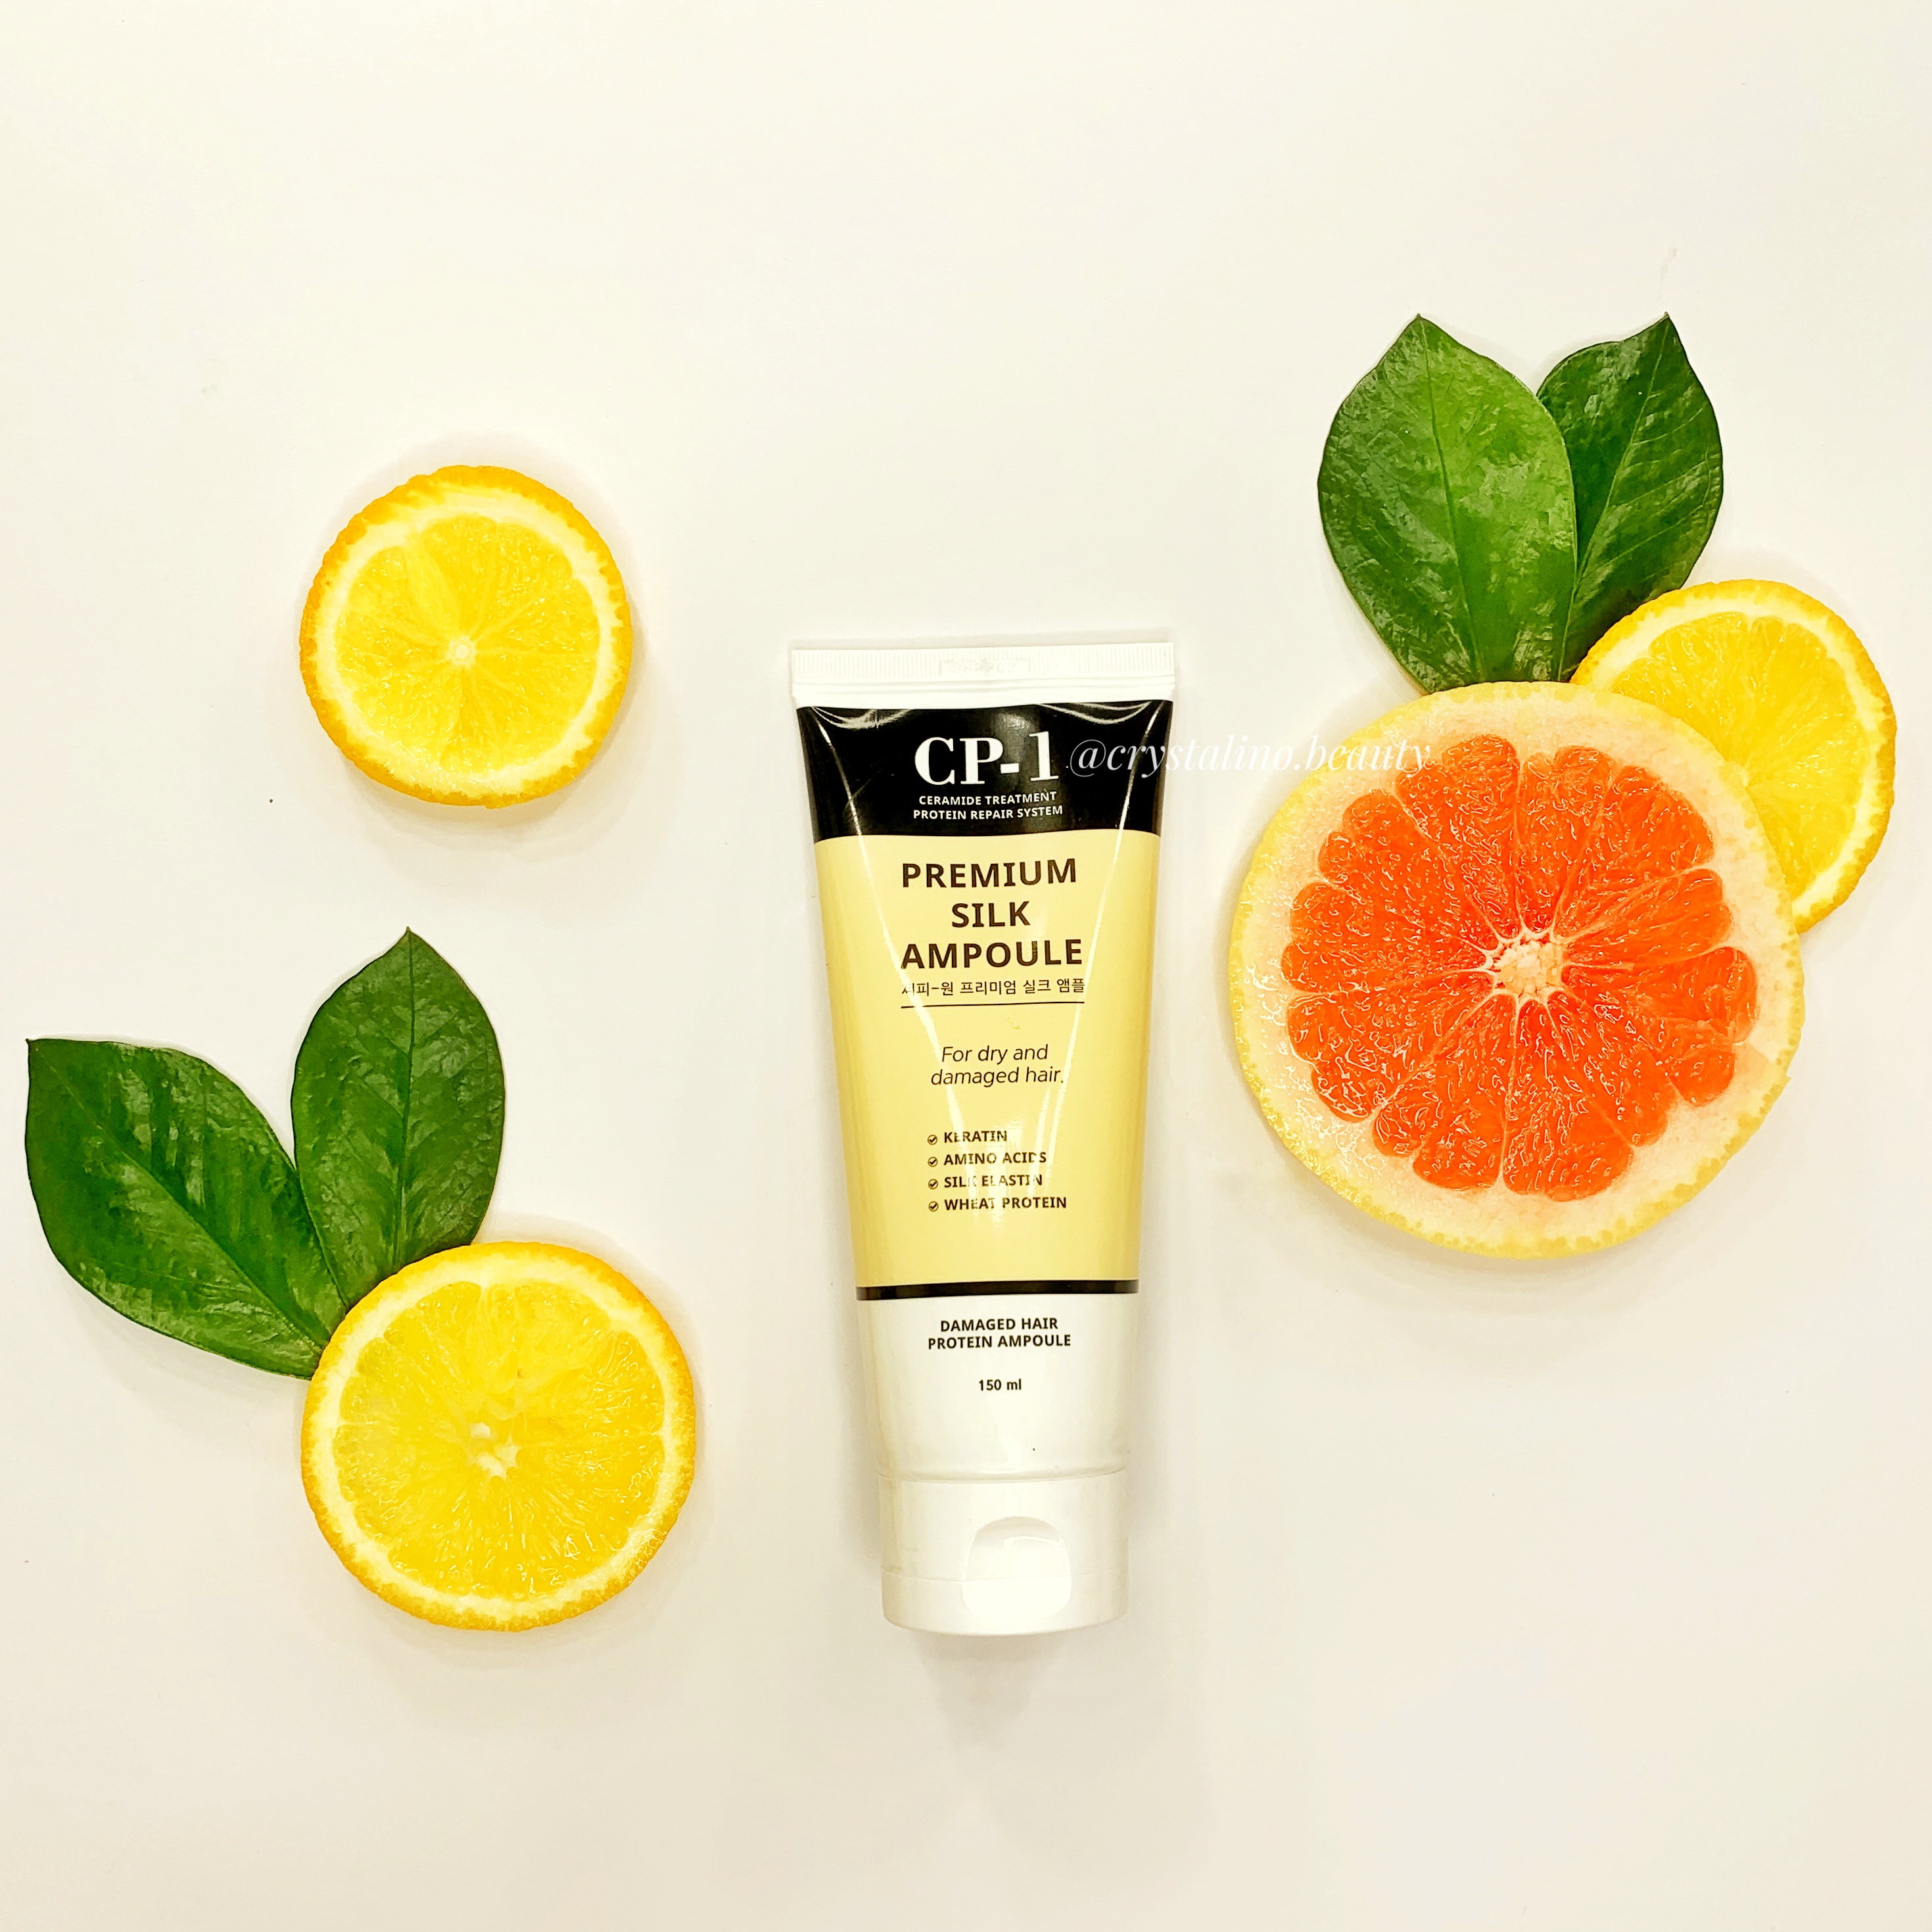 CP-1
@crystalino.beauty
CERAMIDE TREATMENT
PROTEIN REPAIR SYSTEM
PREMIUM
SILK
AMPOULE
씨피-원 프리미엄 실크 앰플
For dry and
damaged hair.
KERATIN
AMINO ACIDS
SILK ELASTIN
WHEAT PROTEIN
DAMAGED HAIR
PROTEIN AMPOULE
150 ml